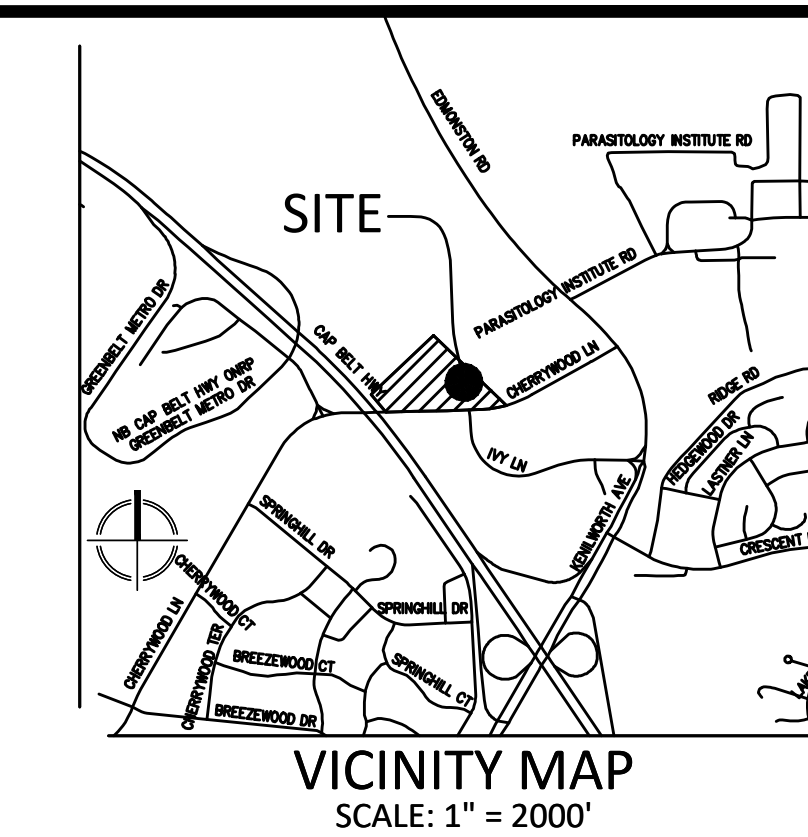 EDMONSTON RD
PARASITOLOGY INSTITUTE RD
SITE
PARASITOLOGY INSTITUTE RD
GREENBELT METRO DR
CAP BELT HWY
CHERRYWOOD LN
NB CAP BELT HWY ONRP
GREENBELT METRO DR
RIDGE RD
HEDGEWOOD DR
LASTNER LN
IVY LN
KENILWORTH AVE
SPRINGHILL DR
CRESCENT
CHERRYWOOD CT
CHERRYWOOD LN
CHERRYWOOD TER
SPRINGHILL DR
BREEZEWOOD CT
SPRINGHILL CT
BREEZEWOOD DR
VICINITY MAP
SCALE: 1" = 2000'